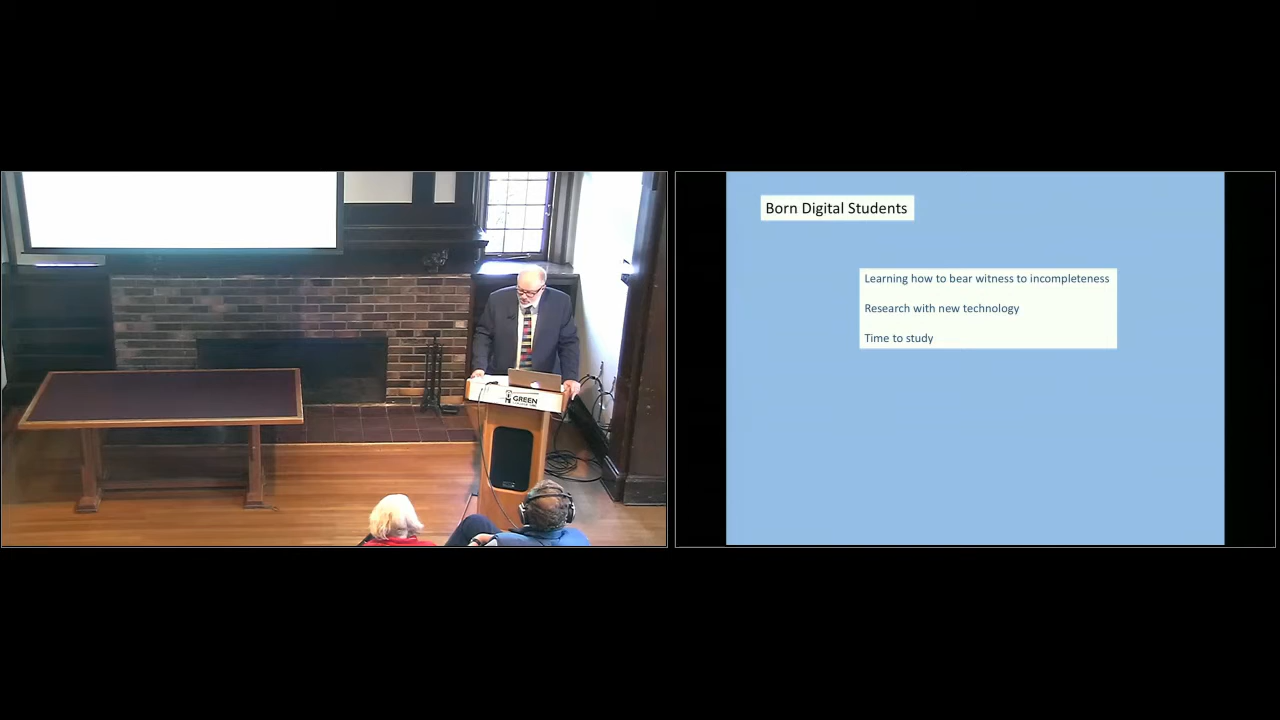 GREEN
Born Digital Students
Learning how to bear witness to incompleteness
Research with new technology
Time to study